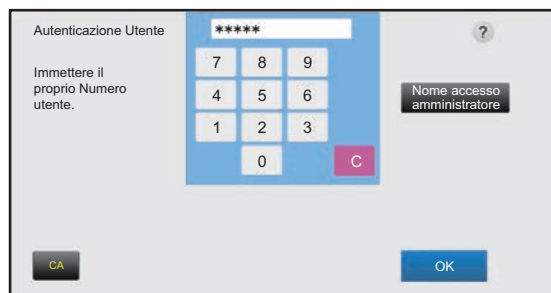 Autenticazione Utente
*****
?
Immettere il
proprio Numero
utente.
7 8 9
4 5 6
1 2 3
0 C
Nome accesso
amministratore
CA
OK